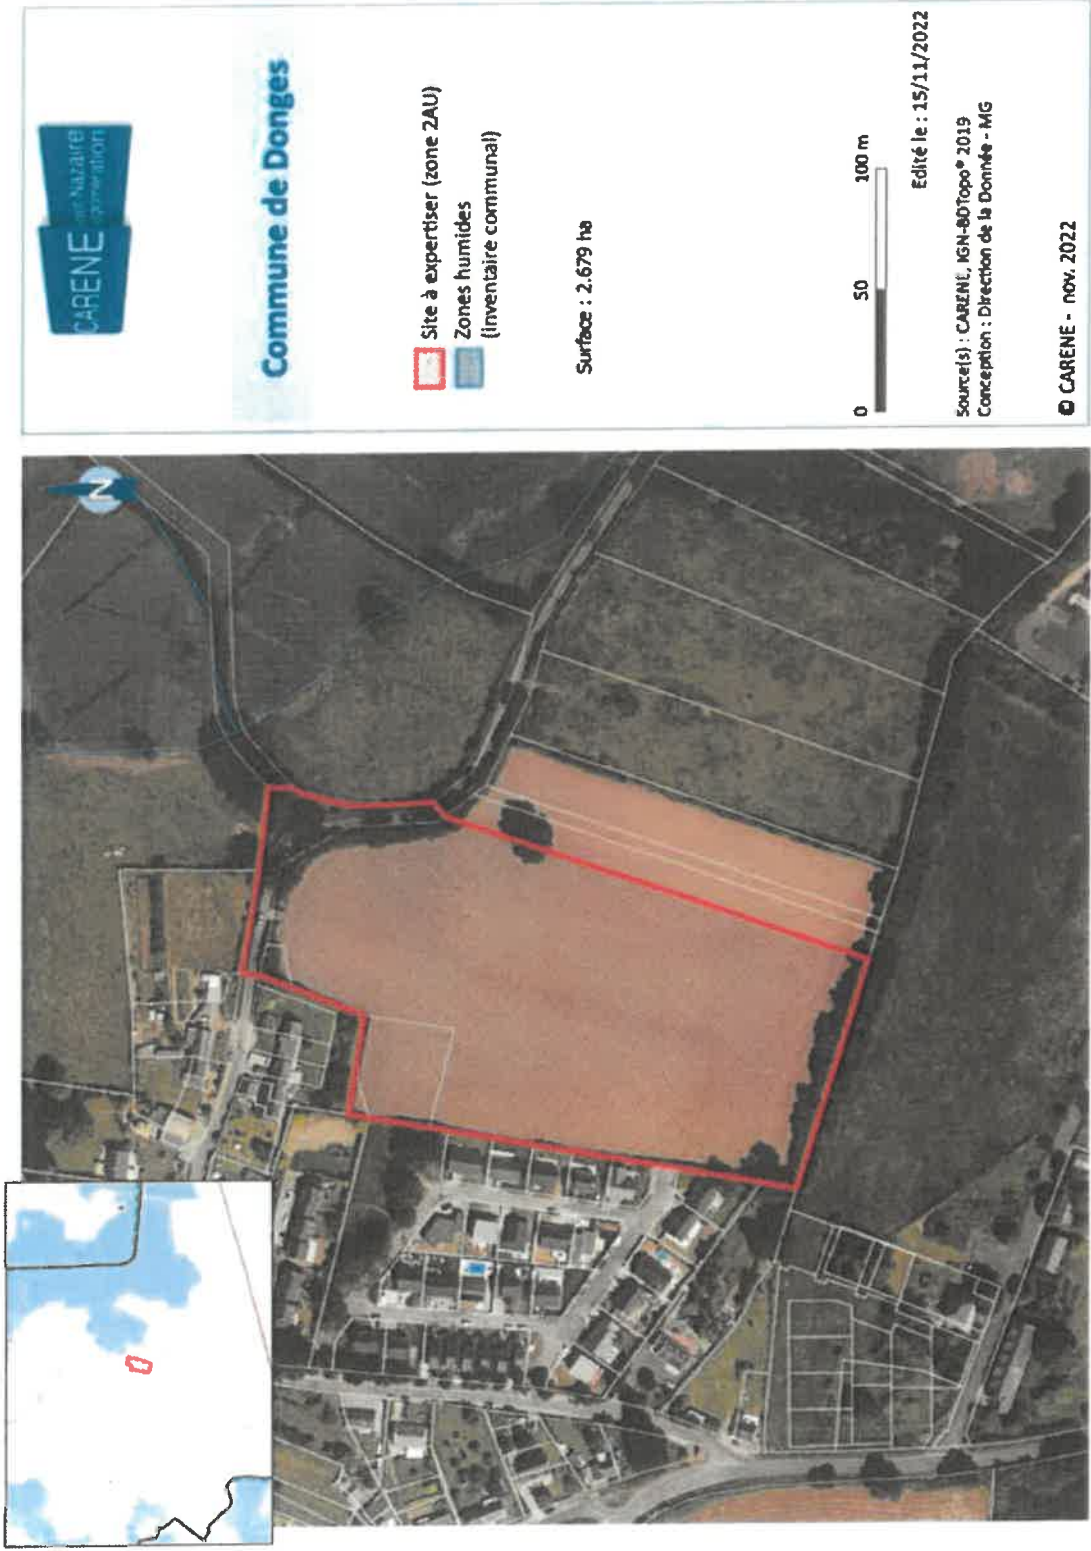 CARENE
Commune de Donges
Site à expertiser (zone 2AU)
Zones humides
(inventaire communal)
Surface : 2.679 ha
0 50 100 m
Edité le : 15/11/2022
Source(s) : CARENE, IGN-BDTopo® 2019
Conception : Direction de la Donnée - MG
© CARENE - nov. 2022
N